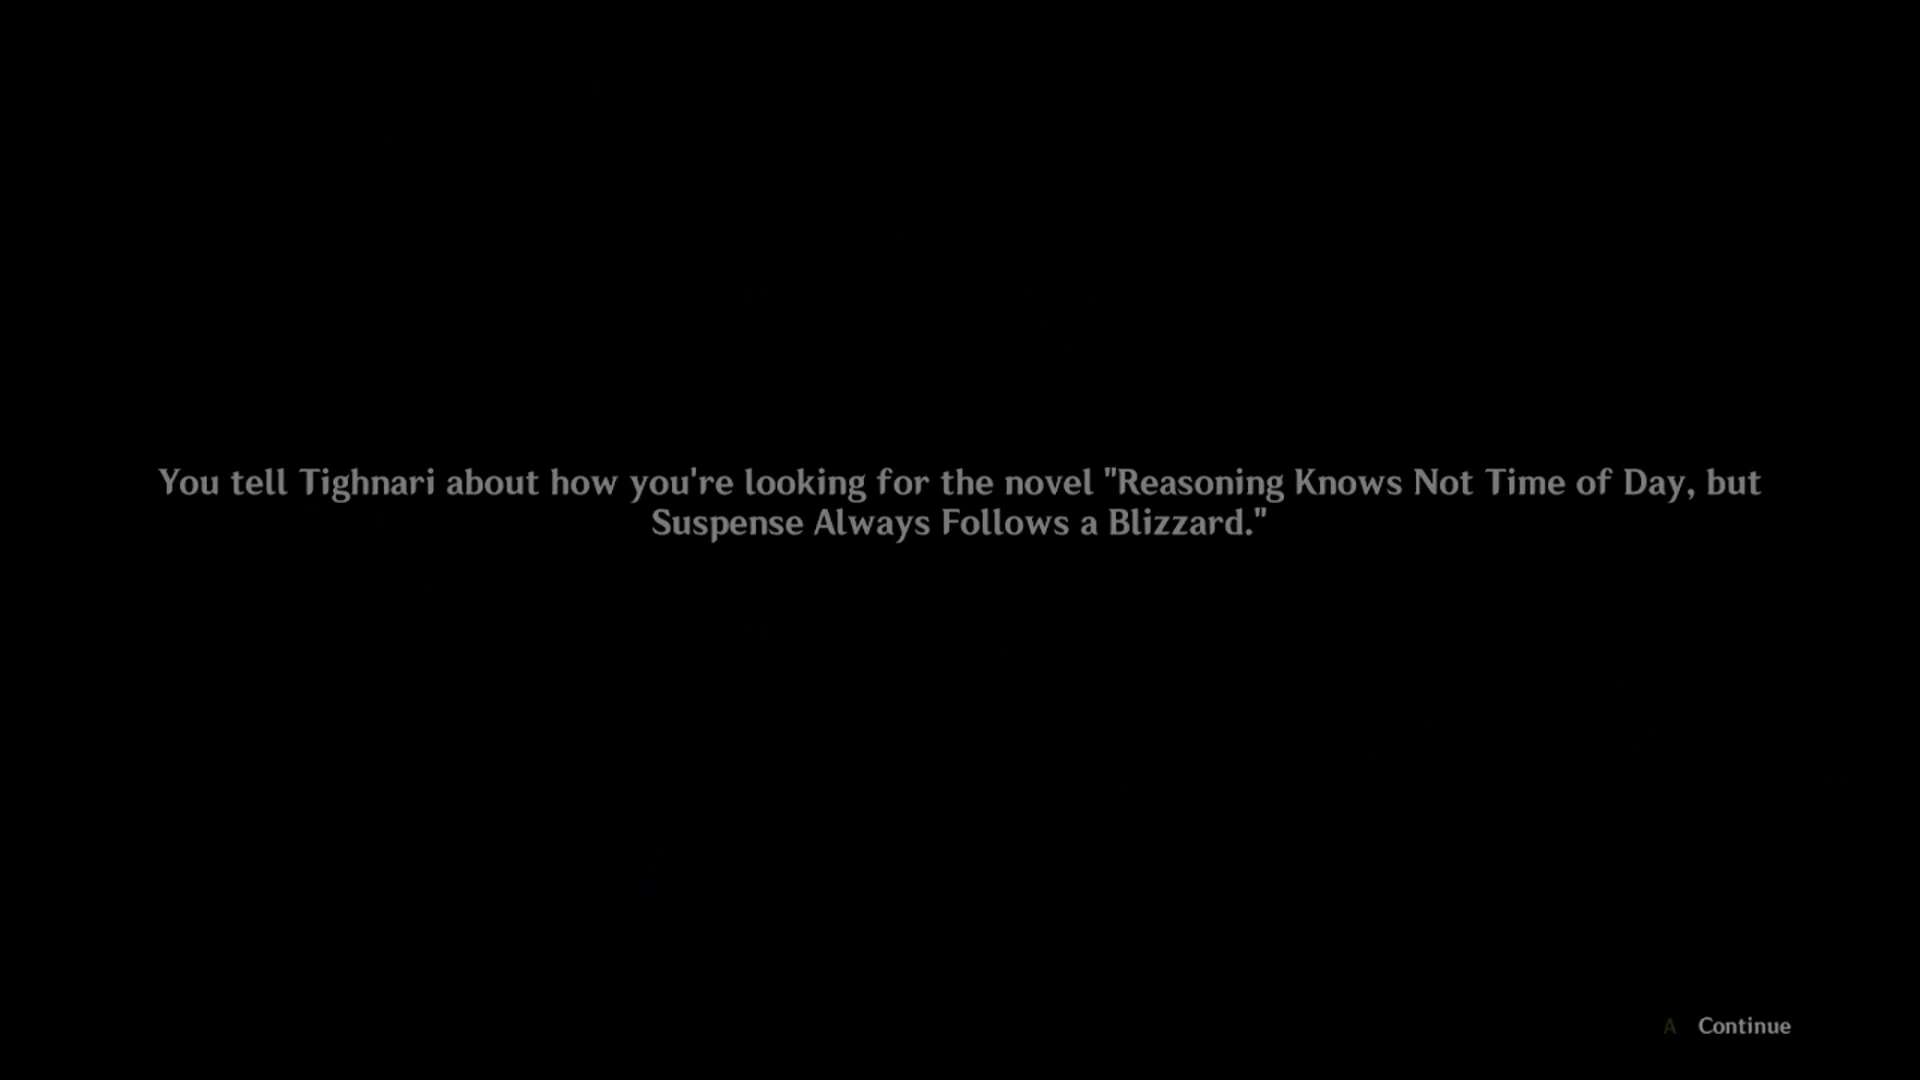 You tell Tighnari about how you're looking for the novel "Reasoning Knows Not Time of Day, but
Suspense Always Follows a Blizzard."
A Continue